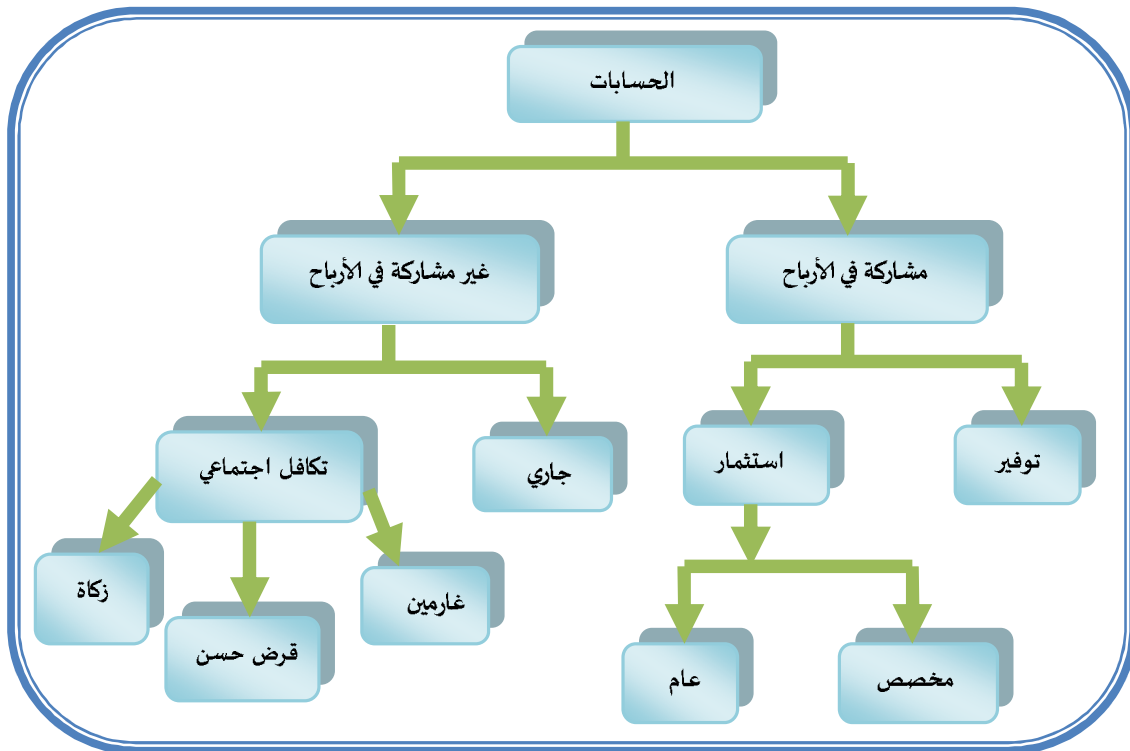 الحسابات
مشاركة في الأرباح
غير مشاركة في الأرباح
توفير
استثمار
جاري
تكافل اجتماعي
مخصص
عام
غارمين
قرض حسن
زكاة